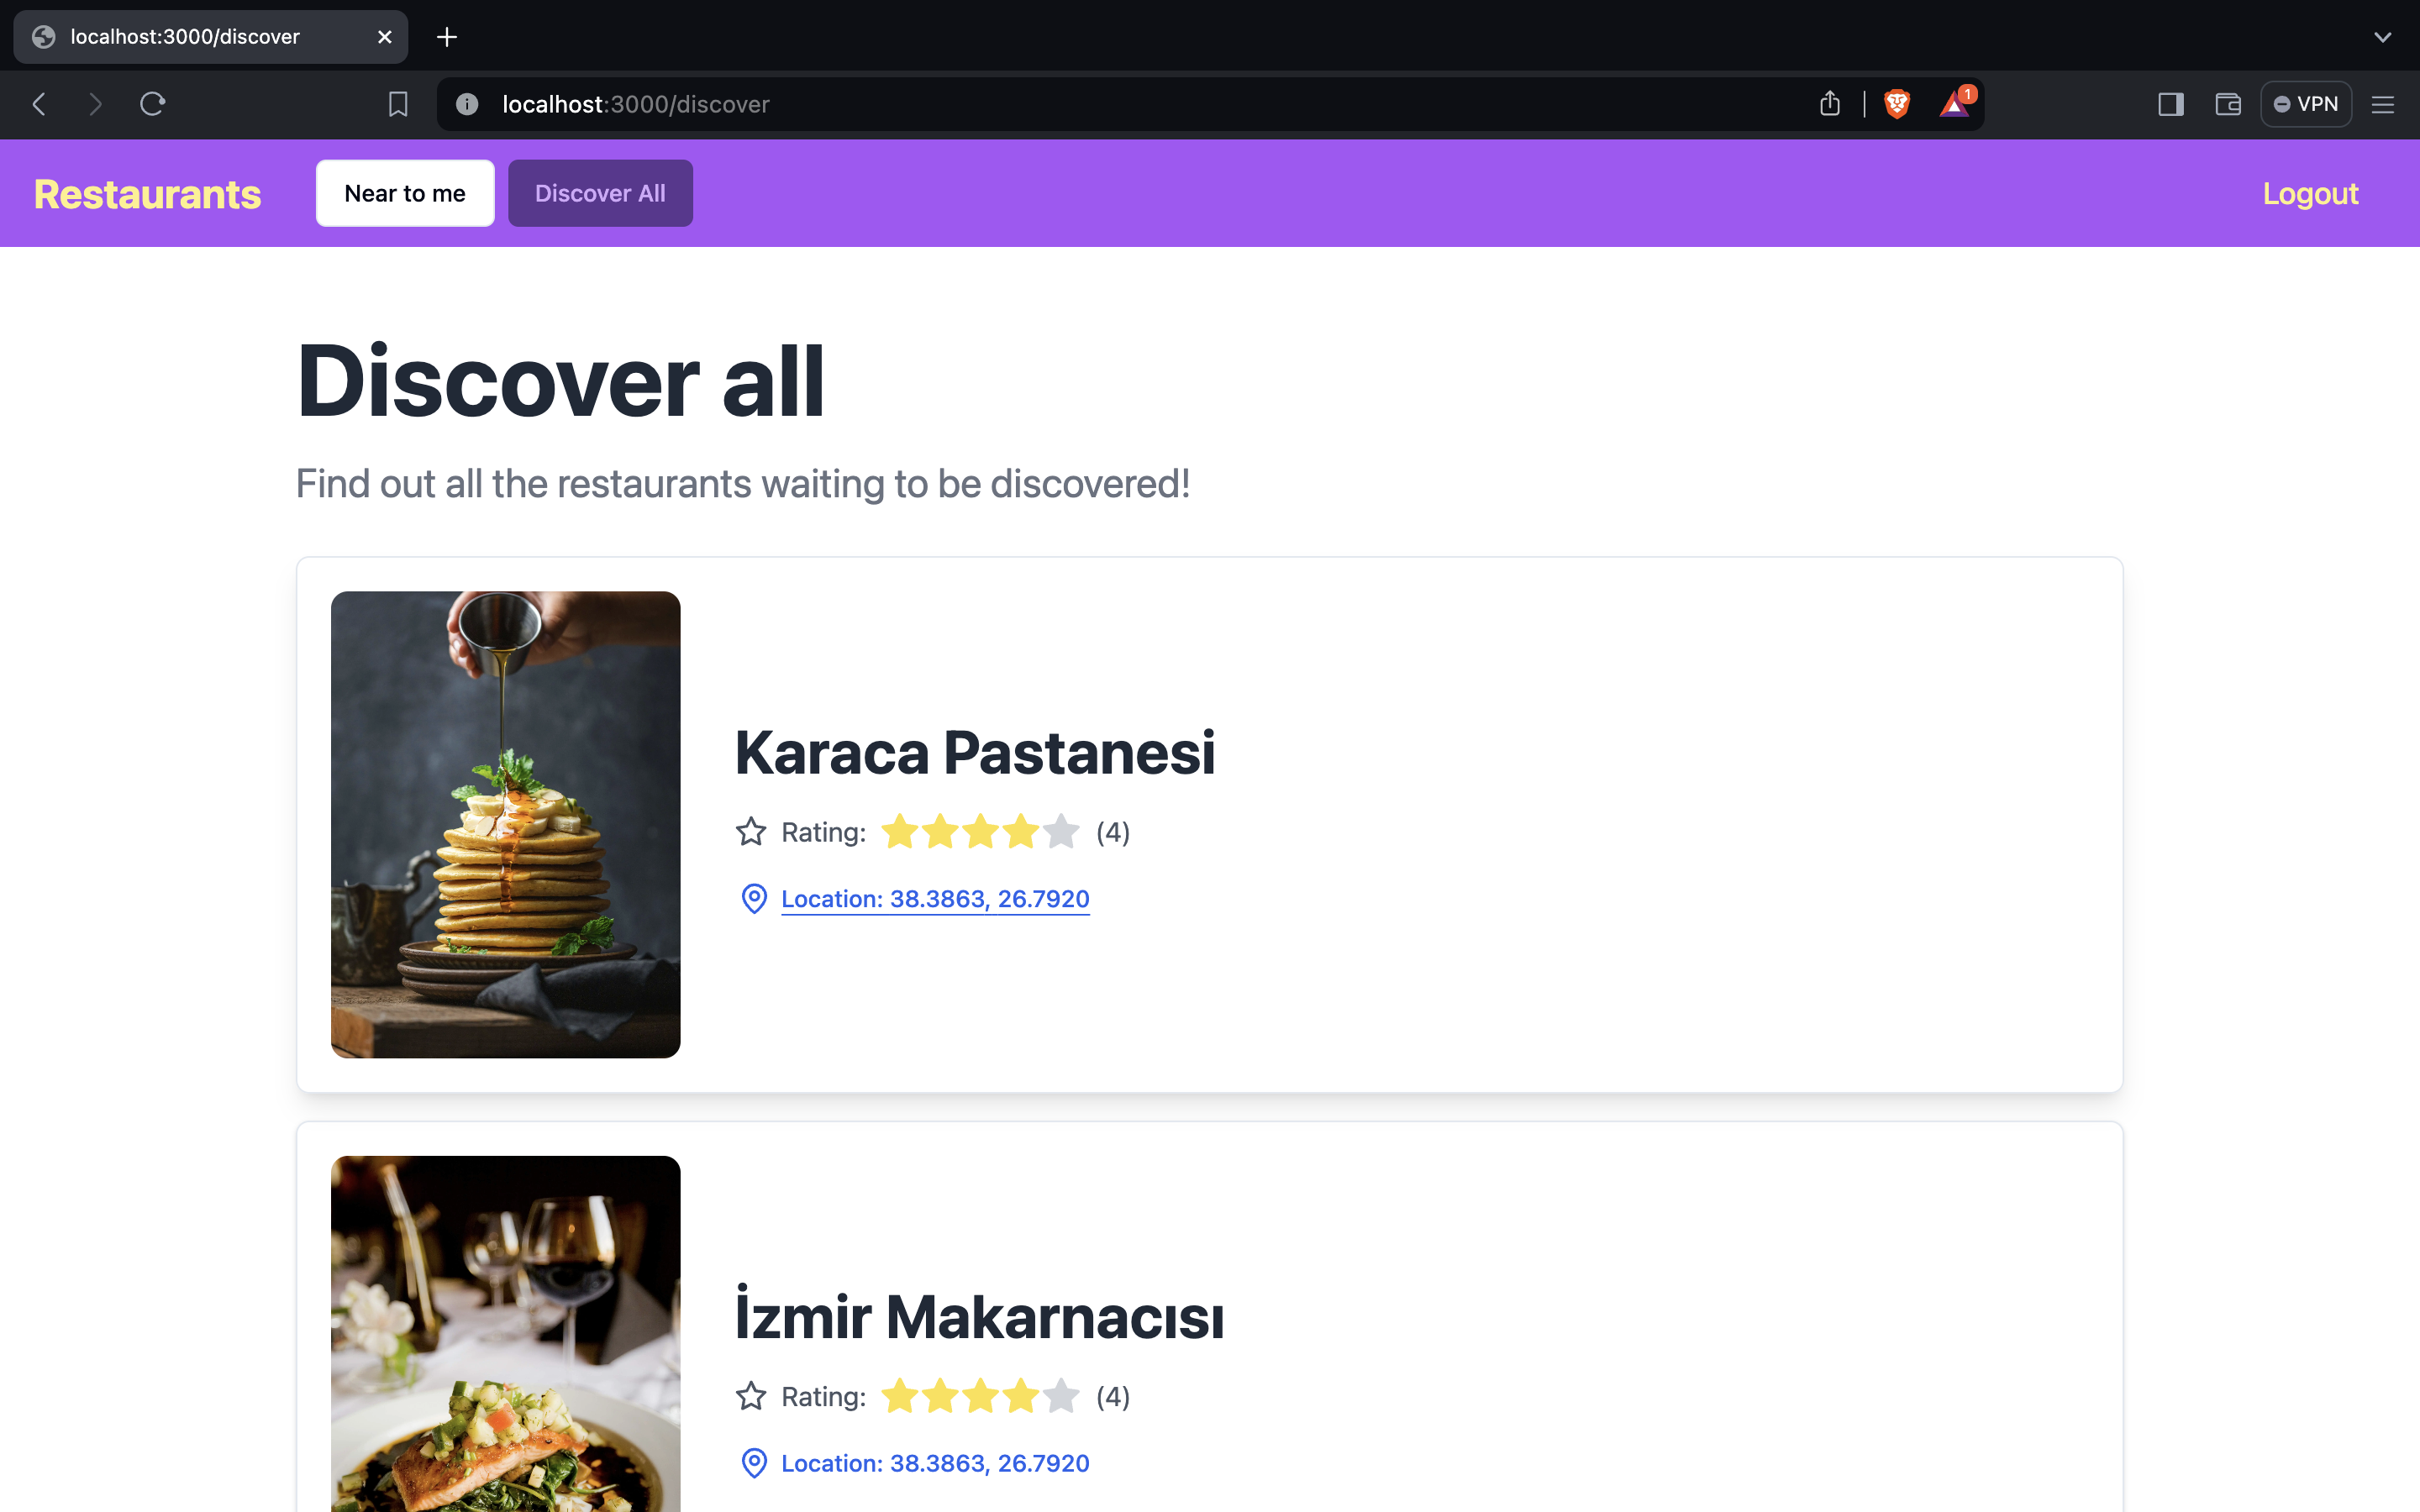 localhost:3000/discover
localhost:3000/discover
1
VPN
Restaurants
Near to me
Discover All
Logout
Discover all
Find out all the restaurants waiting to be discovered!
Karaca Pastanesi
Rating: (4)
Location: 38.3863, 26.7920
İzmir Makarnacısı
Rating: (4)
Location: 38.3863, 26.7920